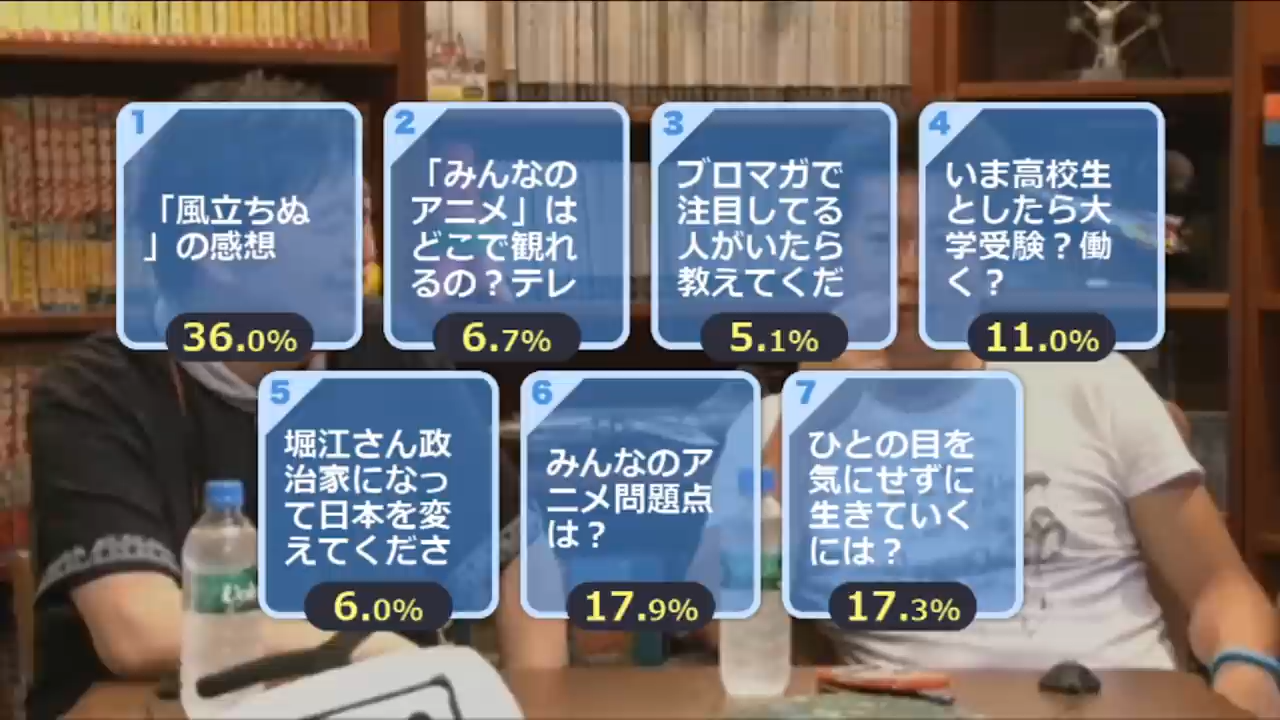 1
「風立ちぬ
」の感想
36.0%
2
「みんなの
アニメ」は
どこで観れ
るの？テレ
6.7%
3
ブロマガで
注目してる
人がいたら
教えてくだ
5.1%
4
いま高校生
としたら大
学受験？働
く？
11.0%
5
堀江さん政
治家になっ
て日本を変
えてくださ
6.0%
6
みんなのア
ニメ問題点
は？
17.9%
7
ひとの目を
気にせずに
生きていく
には？
17.3%